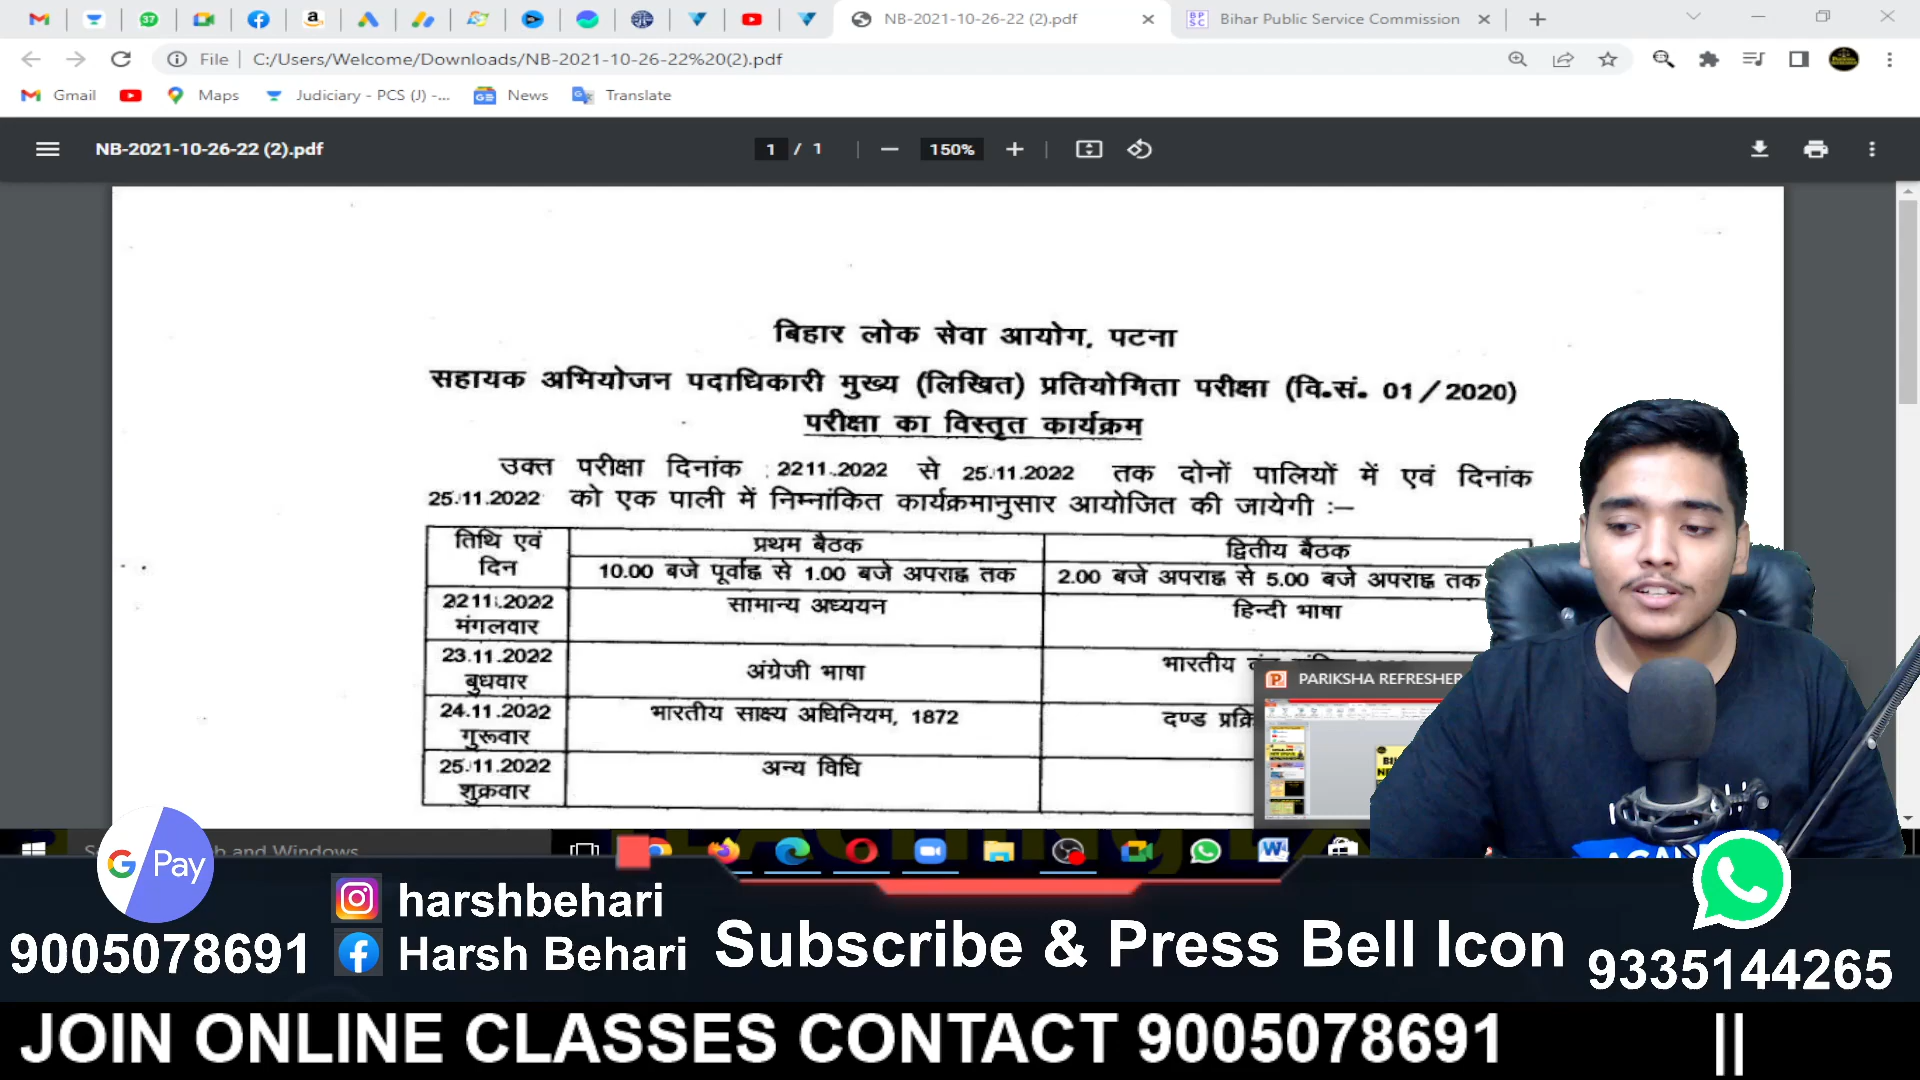 NB-2021-10-26-22 (2).pdf
Bihar Public Service Commission
File
C:/Users/Welcome/Downloads/NB-2021-10-26-22%20(2).pdf
Gmail
Maps
Judiciary - PCS (J) -...
News
Translate
NB-2021-10-26-22 (2).pdf
1 / 1
150%
बिहार लोक सेवा आयोग, पटना
सहायक अभियोजन पदाधिकारी मुख्य (लिखित) प्रतियोगिता परीक्षा (वि.सं. 01/2020)
परीक्षा का विस्तृत कार्यक्रम
उक्त परीक्षा दिनांक 2211.2022 से 25.11.2022 तक दोनों पालियों में एवं दिनांक
25.11.2022 को एक पाली में निम्नांकित कार्यक्रमानुसार आयोजित की जायेगी :–
तिथि एवं दिन
प्रथम बैठक
द्वितीय बैठक
10.00 बजे पूर्वाह्न से 1.00 बजे अपराह्न तक
2.00 बजे अपराह्न से 5.00 बजे अपराह्न तक
2211.2022 मंगलवार
सामान्य अध्ययन
हिन्दी भाषा
23.11.2022 बुधवार
अंग्रेजी भाषा
भारतीय
24.11.2022 गुरूवार
भारतीय साक्ष्य अधिनियम, 1872
दण्ड
25.11.2022 शुक्रवार
अन्य विधि
PARIKSHA REFRESHER
and Windows
G Pay
9005078691
harshbehari
Harsh Behari
Subscribe & Press Bell Icon
9335144265
JOIN ONLINE CLASSES CONTACT 9005078691 ||